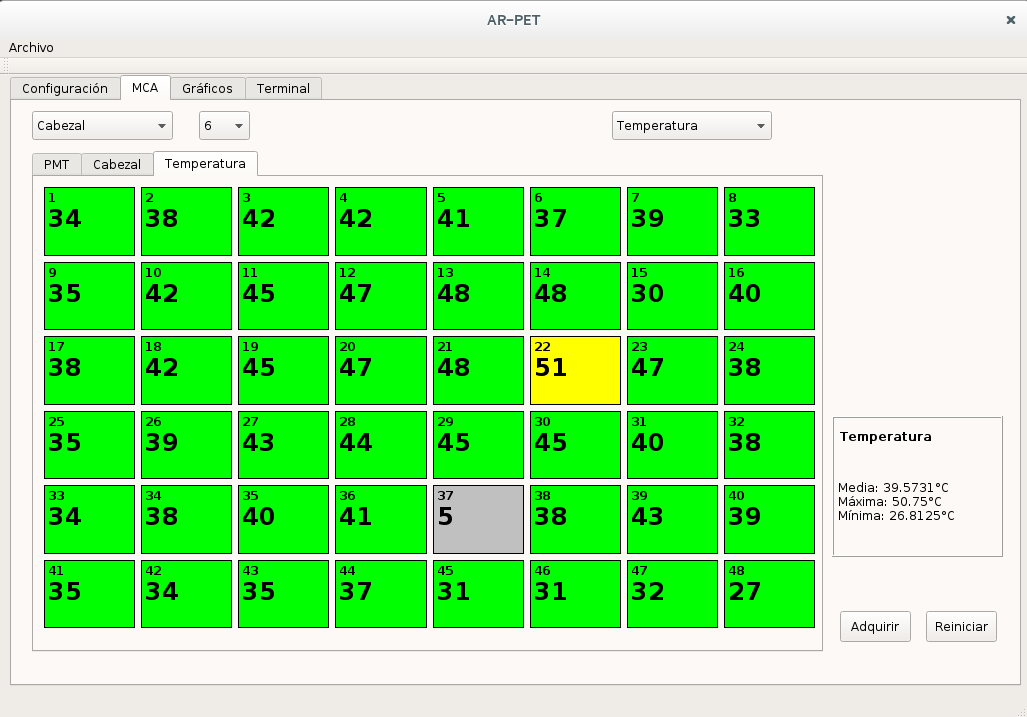 AR-PET
Archivo
Configuración MCA Gráficos Terminal
Cabezal 6 Temperatura
PMT Cabezal Temperatura
1 2 3 4 5 6 7 8
34 38 42 42 41 37 39 33
9 10 11 12 13 14 15 16
35 42 45 47 48 48 30 40
17 18 19 20 21 22 23 24
38 42 45 47 48 51 47 38
25 26 27 28 29 30 31 32
35 39 43 44 45 45 40 38
Temperatura
33 34 35 36 37 38 39 40
34 38 40 41 5 38 43 39
Media: 39.5731°C
Máxima: 50.75°C
Mínima: 26.8125°C
41 42 43 44 45 46 47 48
35 34 35 37 31 31 32 27
Adquirir Reiniciar